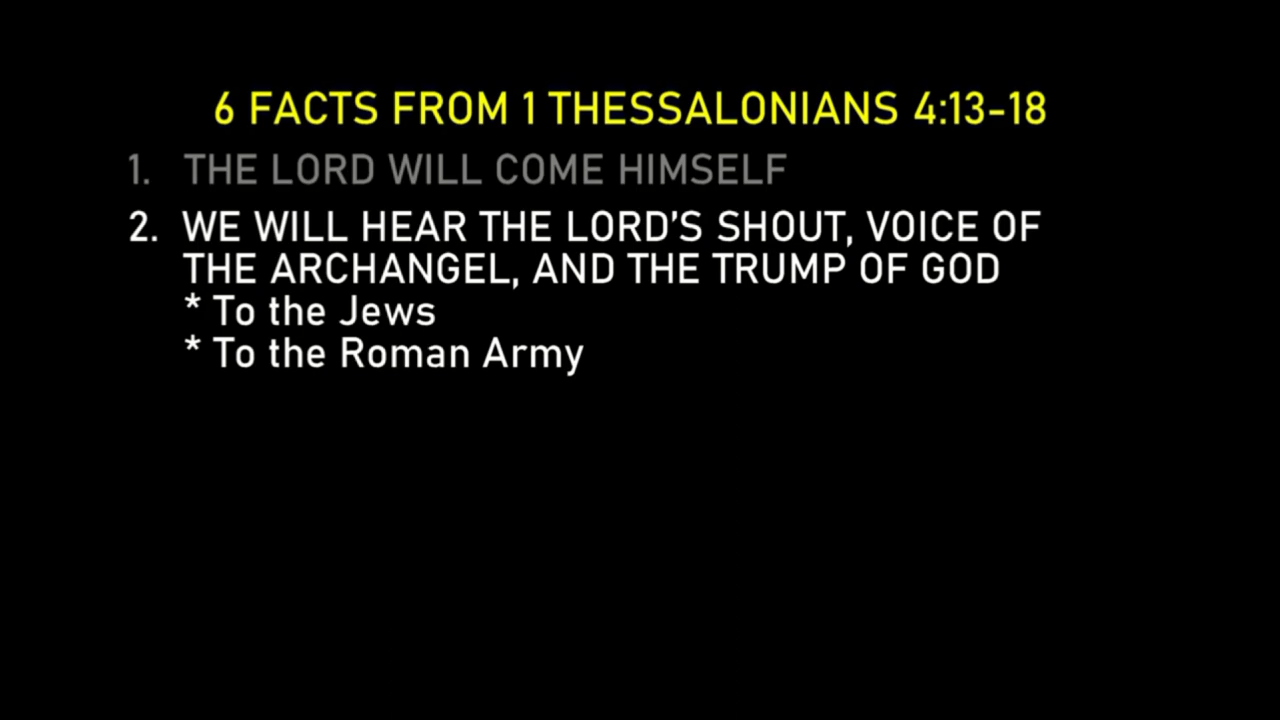 6 FACTS FROM 1 THESSALONIANS 4:13-18
1. THE LORD WILL COME HIMSELF
2. WE WILL HEAR THE LORD'S SHOUT, VOICE OF
THE ARCHANGEL, AND THE TRUMP OF GOD
* To the Jews
* To the Roman Army